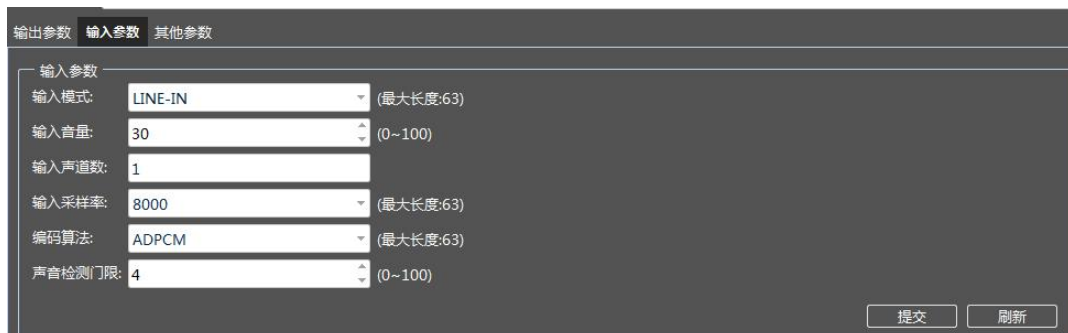 输出参数 输入参数 其他参数
输入参数
输入模式: LINE-IN (最大长度:63)
输入音量: 30 (0~100)
输入声道数: 1
输入采样率: 8000 (最大长度:63)
编码算法: ADPCM (最大长度:63)
声音检测门限: 4 (0~100)
提交 刷新